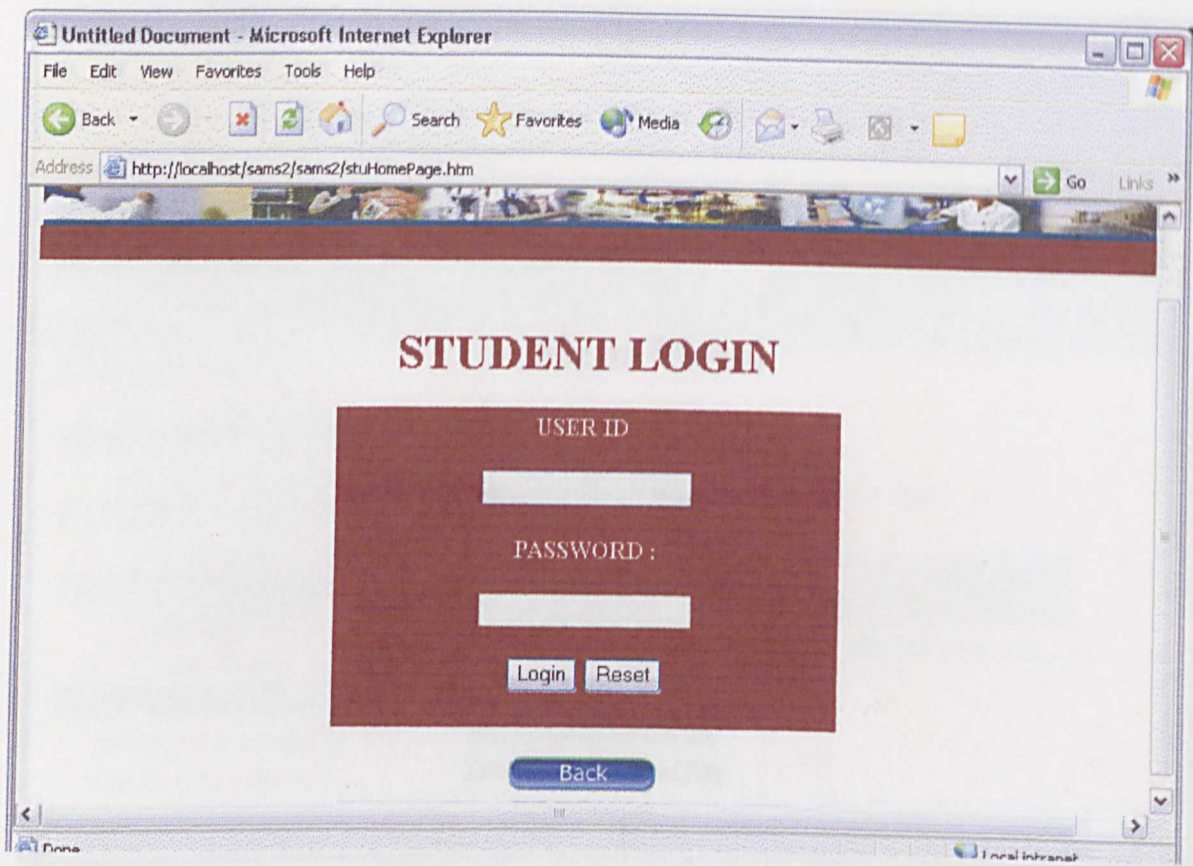 Untitled Document - Microsoft Internet Explorer
File Edit View Favorites Tools Help
Back Search Favorites Media
Address http://localhost/sams2/sams2/stuHomePage.htm Go Links »
STUDENT LOGIN
USER ID
PASSWORD :
Login Reset
Back
Done Local intranet